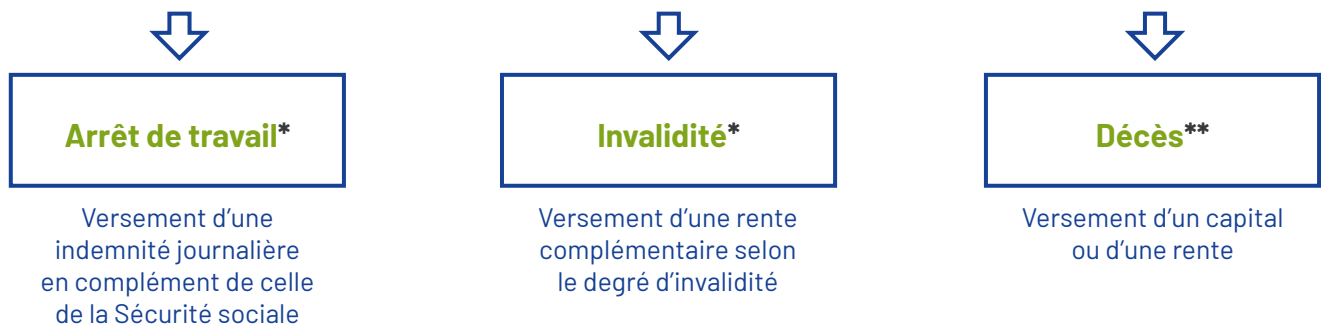 Arrêt de travail*
Versement d’une
indemnité journalière
en complément de celle
de la Sécurité sociale
Invalidité*
Versement d’une rente
complémentaire selon
le degré d’invalidité
Décès**
Versement d’un capital
ou d’une rente